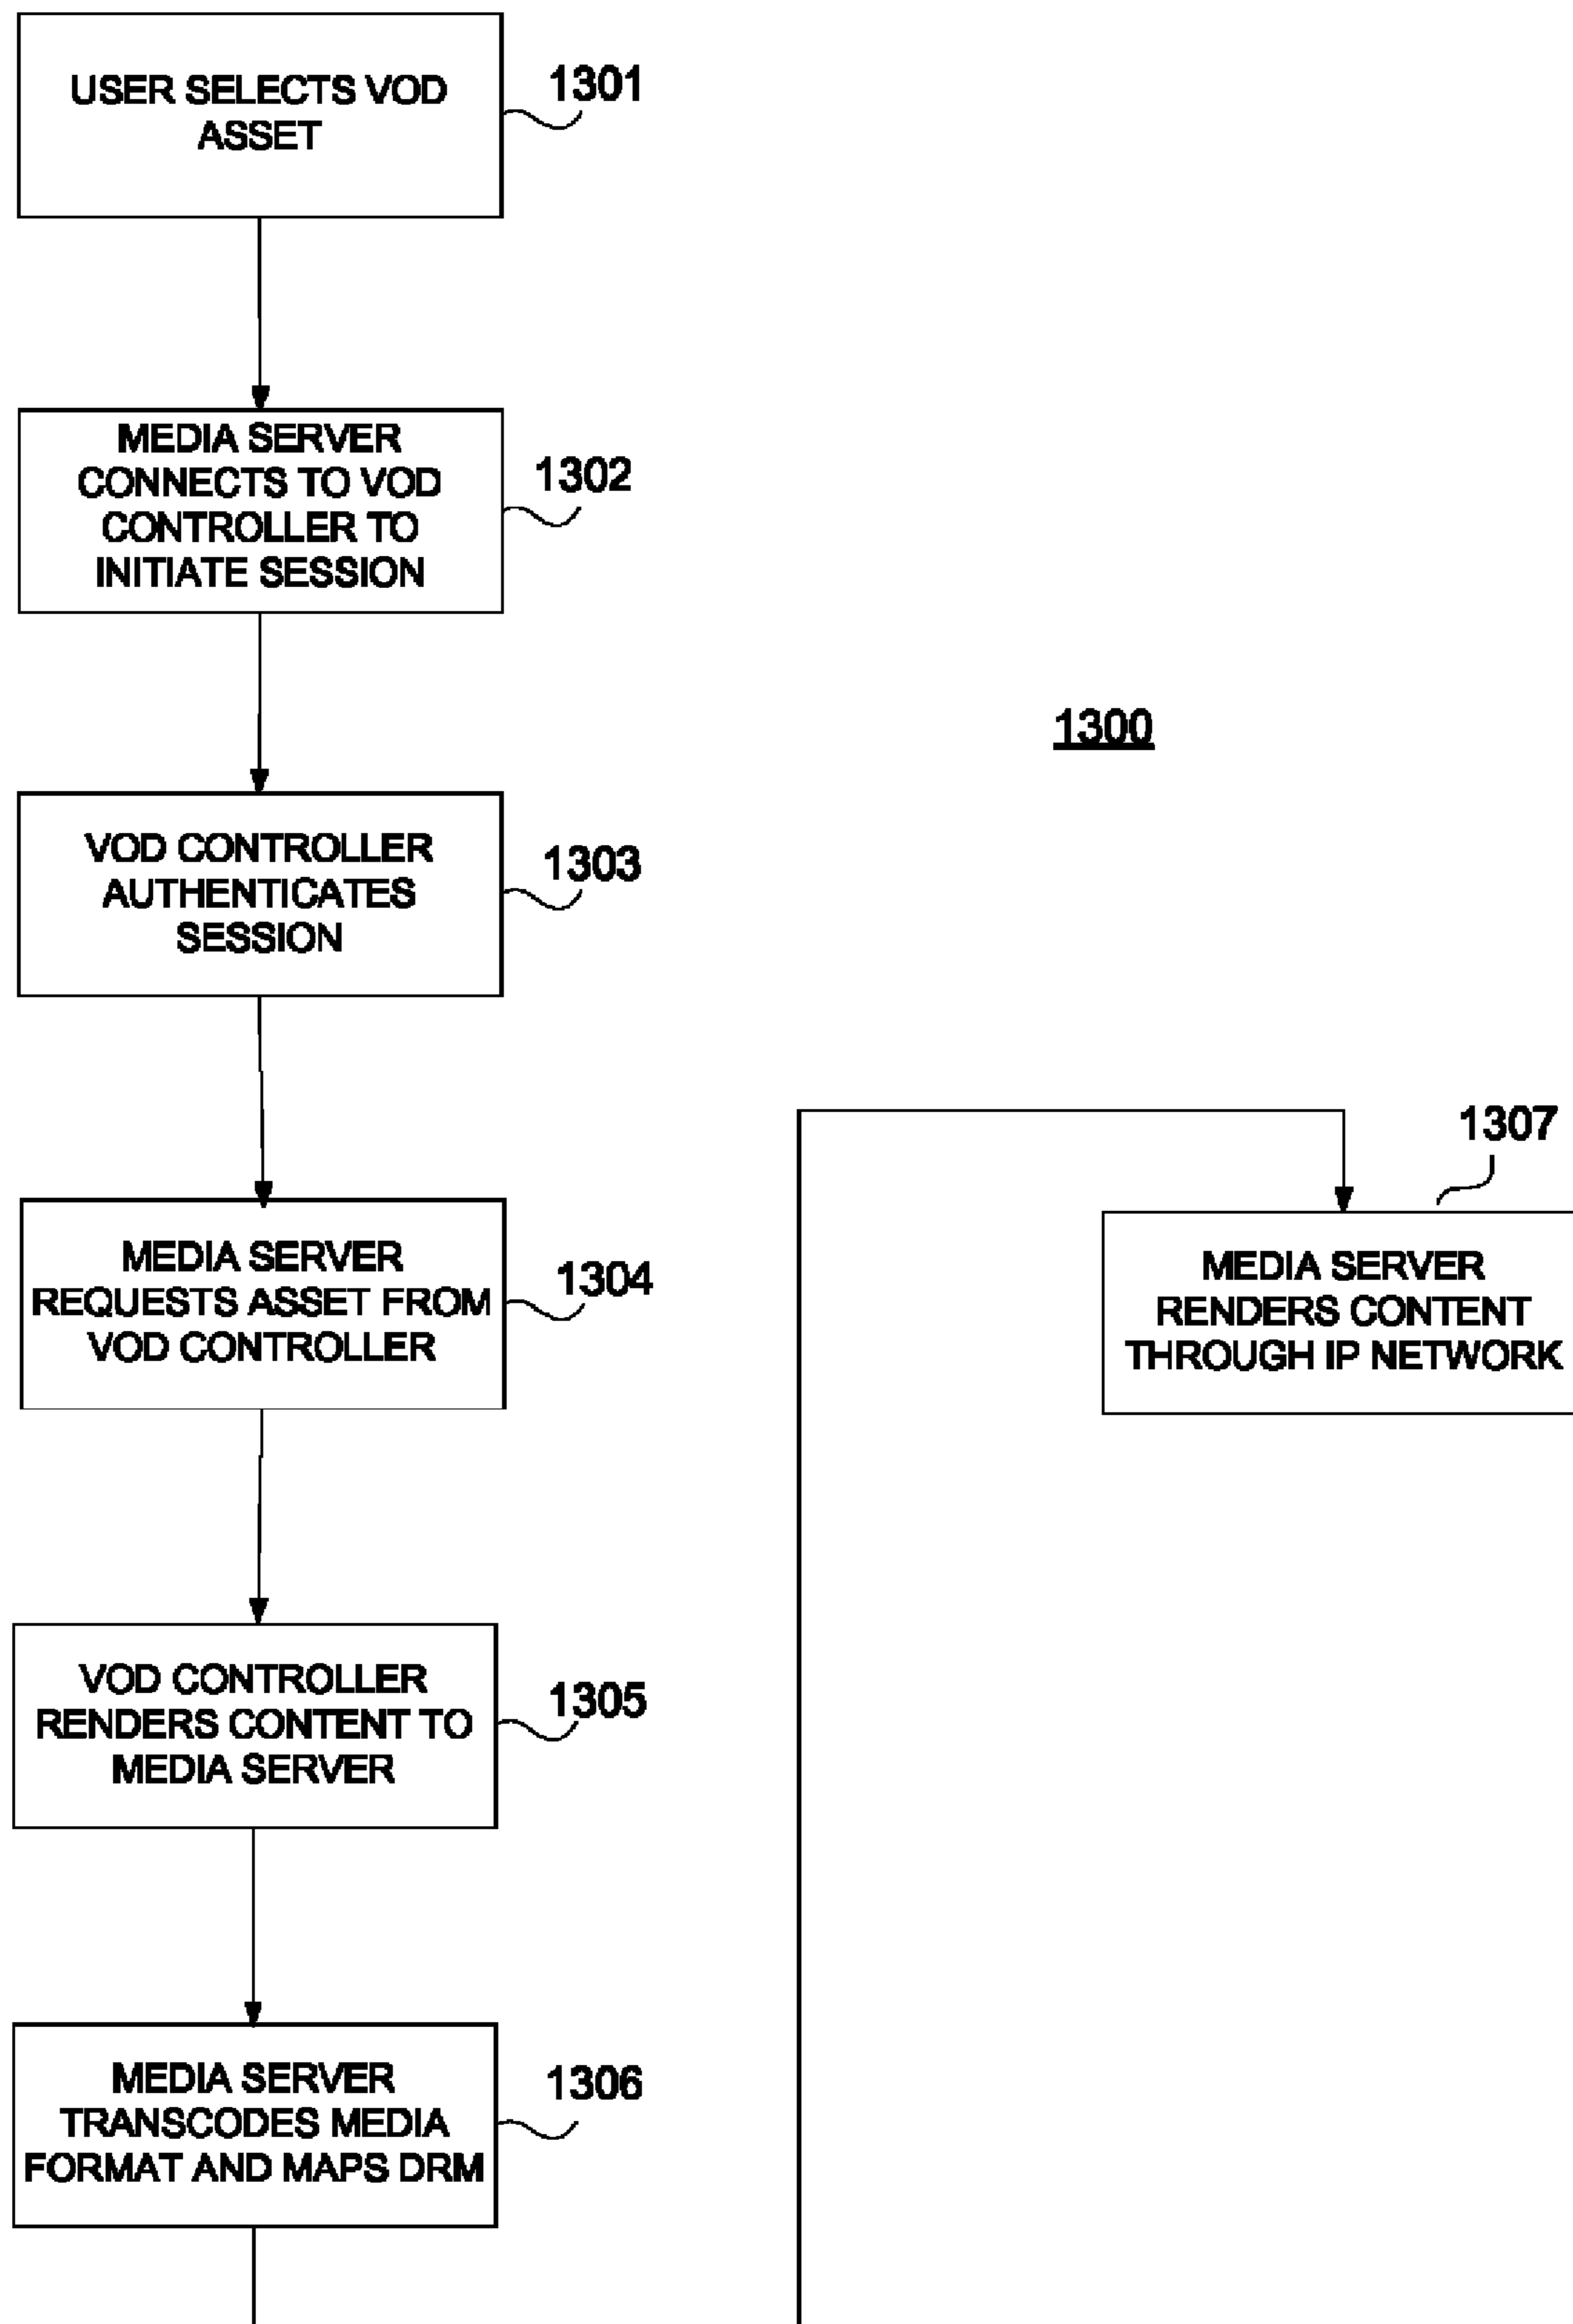 USER SELECTS VOD
ASSET
1301
MEDIA SERVER
CONNECTS TO VOD
CONTROLLER TO
INITIATE SESSION
1302
1300
VOD CONTROLLER
AUTHENTICATES
SESSION
1303
MEDIA SERVER
REQUESTS ASSET FROM
VOD CONTROLLER
1304
VOD CONTROLLER
RENDERS CONTENT TO
MEDIA SERVER
1305
MEDIA SERVER
TRANSCODES MEDIA
FORMAT AND MAPS DRM
1306
1307
MEDIA SERVER
RENDERS CONTENT
THROUGH IP NETWORK